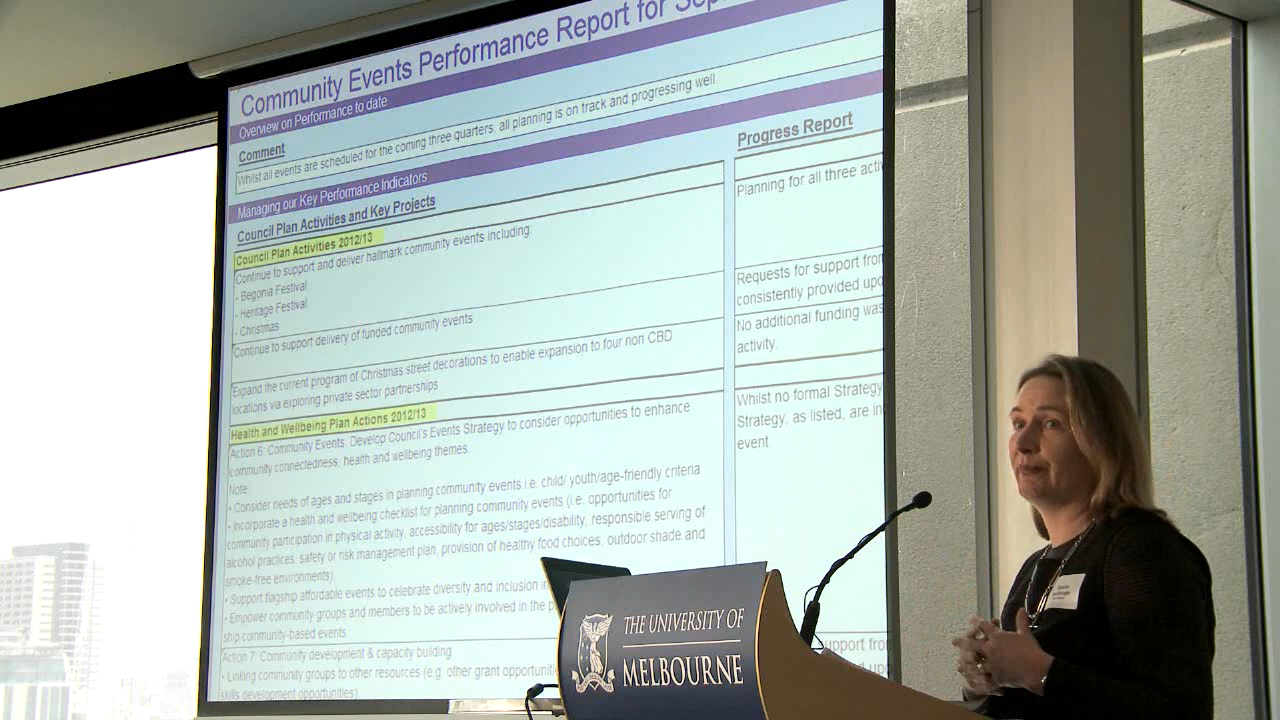 Community Events Performance Report for Sep
Overview on Performance to date
Comment
Whilst all events are scheduled for the coming three quarters, all planning is on track and progressing well
Managing our Key Performance Indicators
Council Plan Activities and Key Projects
Council Plan Activities 2012/13
Continue to support and deliver hallmark community events including:
- Begonia Festival
- Heritage Festival
- Christmas
Continue to support delivery of funded community events
Expand the current program of Christmas street decorations to enable expansion to four non CBD
locations via exploring private sector partnerships
Health and Wellbeing Plan Actions 2012/13
Action 6: Community Events: Develop Council's Events Strategy to consider opportunities to enhance
community connectedness, health and wellbeing themes.
Note
• Consider needs of ages and stages in planning community events i.e. child/ youth/age-friendly criteria
• Incorporate a health and wellbeing checklist for planning community events (i.e. opportunities for
community participation in physical activity, accessibility for ages/stages/disability, responsible serving of
alcohol practices, safety or risk management plan, provision of healthy food choices, outdoor shade and
smoke-free environments)
• Support flagship affordable events to celebrate diversity and inclusion in
• Empower community groups and members to be actively involved in the p
ship community-based events
Action 7: Community development & capacity building
• Linking community groups to other resources (e.g. other grant opportuniti
skills development opportunities)
Progress Report
Planning for all three activ
Requests for support from
consistently provided upo
No additional funding was
activity.
Whilst no formal Strategy
Strategy, as listed, are in
event
upport from
ed upo
THE UNIVERSITY OF
MELBOURNE